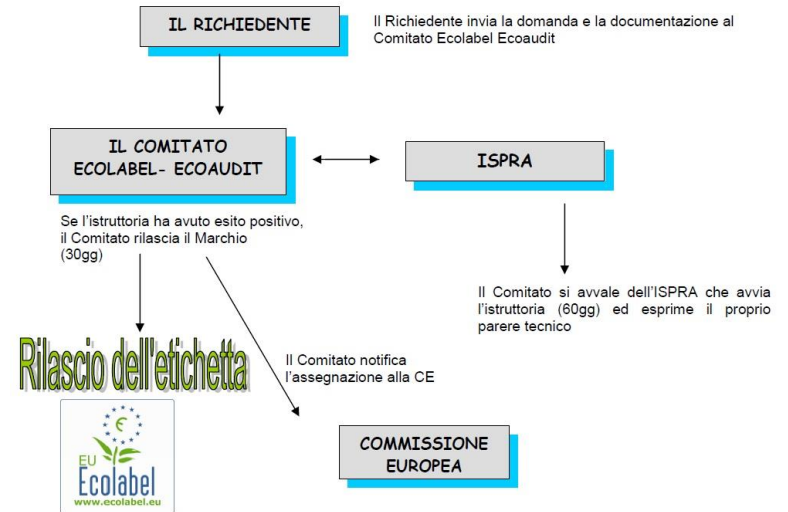 IL RICHIEDENTE
Il Richiedente invia la domanda e la documentazione al
Comitato Ecolabel Ecoaudit
IL COMITATO
ECOLABEL- ECOAUDIT
ISPRA
Se l'istruttoria ha avuto esito positivo,
il Comitato rilascia il Marchio
(30gg)
Il Comitato si avvale dell'ISPRA che avvia
l'istruttoria (60gg) ed esprime il proprio
parere tecnico
Rilascio dell'etichetta
Il Comitato notifica
l'assegnazione alla CE
COMMISSIONE
EUROPEA
EU
Ecolabel
www.ecolabel.eu